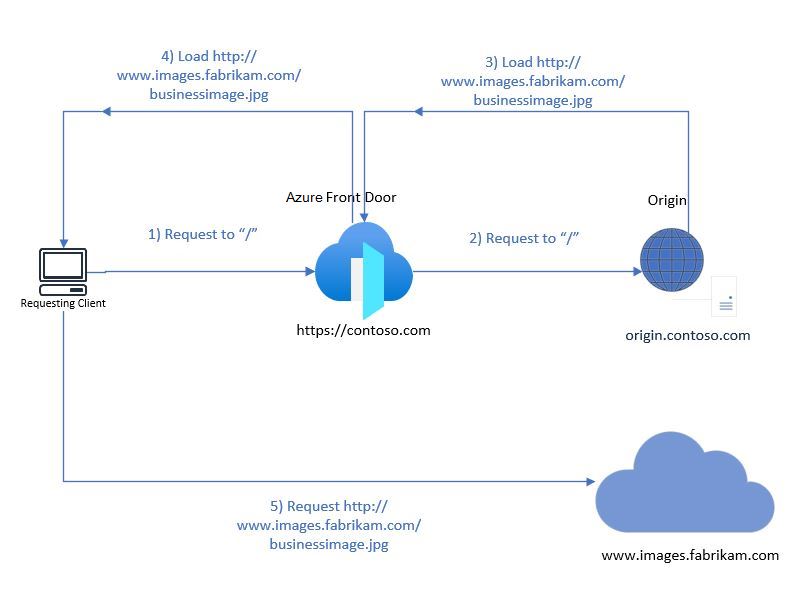 4) Load http://
www.images.fabrikam.com/
businessimage.jpg
3) Load http://
www.images.fabrikam.com/
businessimage.jpg
Azure Front Door
Origin
1) Request to “/”
2) Request to “/”
Requesting Client
https://contoso.com
origin.contoso.com
5) Request http://
www.images.fabrikam.com/
businessimage.jpg
www.images.fabrikam.com